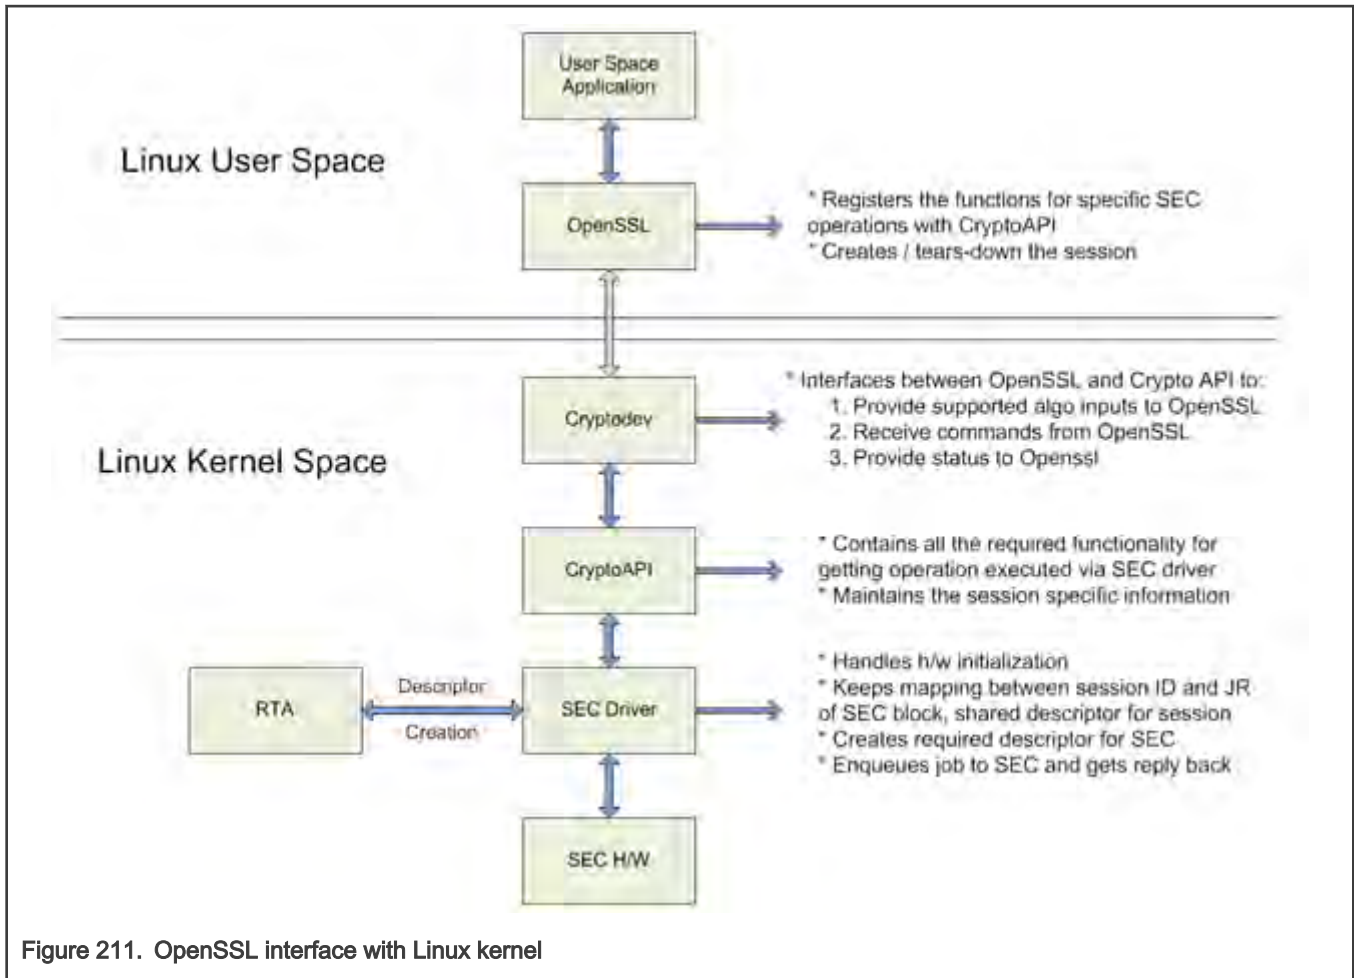 User Space
Application
Linux User Space
OpenSSL
* Registers the functions for specific SEC
operations with CryptoAPI
* Creates / tears-down the session
Cryptodev
* Interfaces between OpenSSL and Crypto API to:
1. Provide supported algo inputs to OpenSSL
2. Receive commands from OpenSSL
3. Provide status to Openssl
Linux Kernel Space
CryptoAPI
* Contains all the required functionality for
getting operation executed via SEC driver
* Maintains the session specific information
RTA
Descriptor
Creation
SEC Driver
* Handles h/w initialization
* Keeps mapping between session ID and JR
of SEC block, shared descriptor for session
* Creates required descriptor for SEC
* Enqueues job to SEC and gets reply back
SEC H/W
Figure 211. OpenSSL interface with Linux kernel